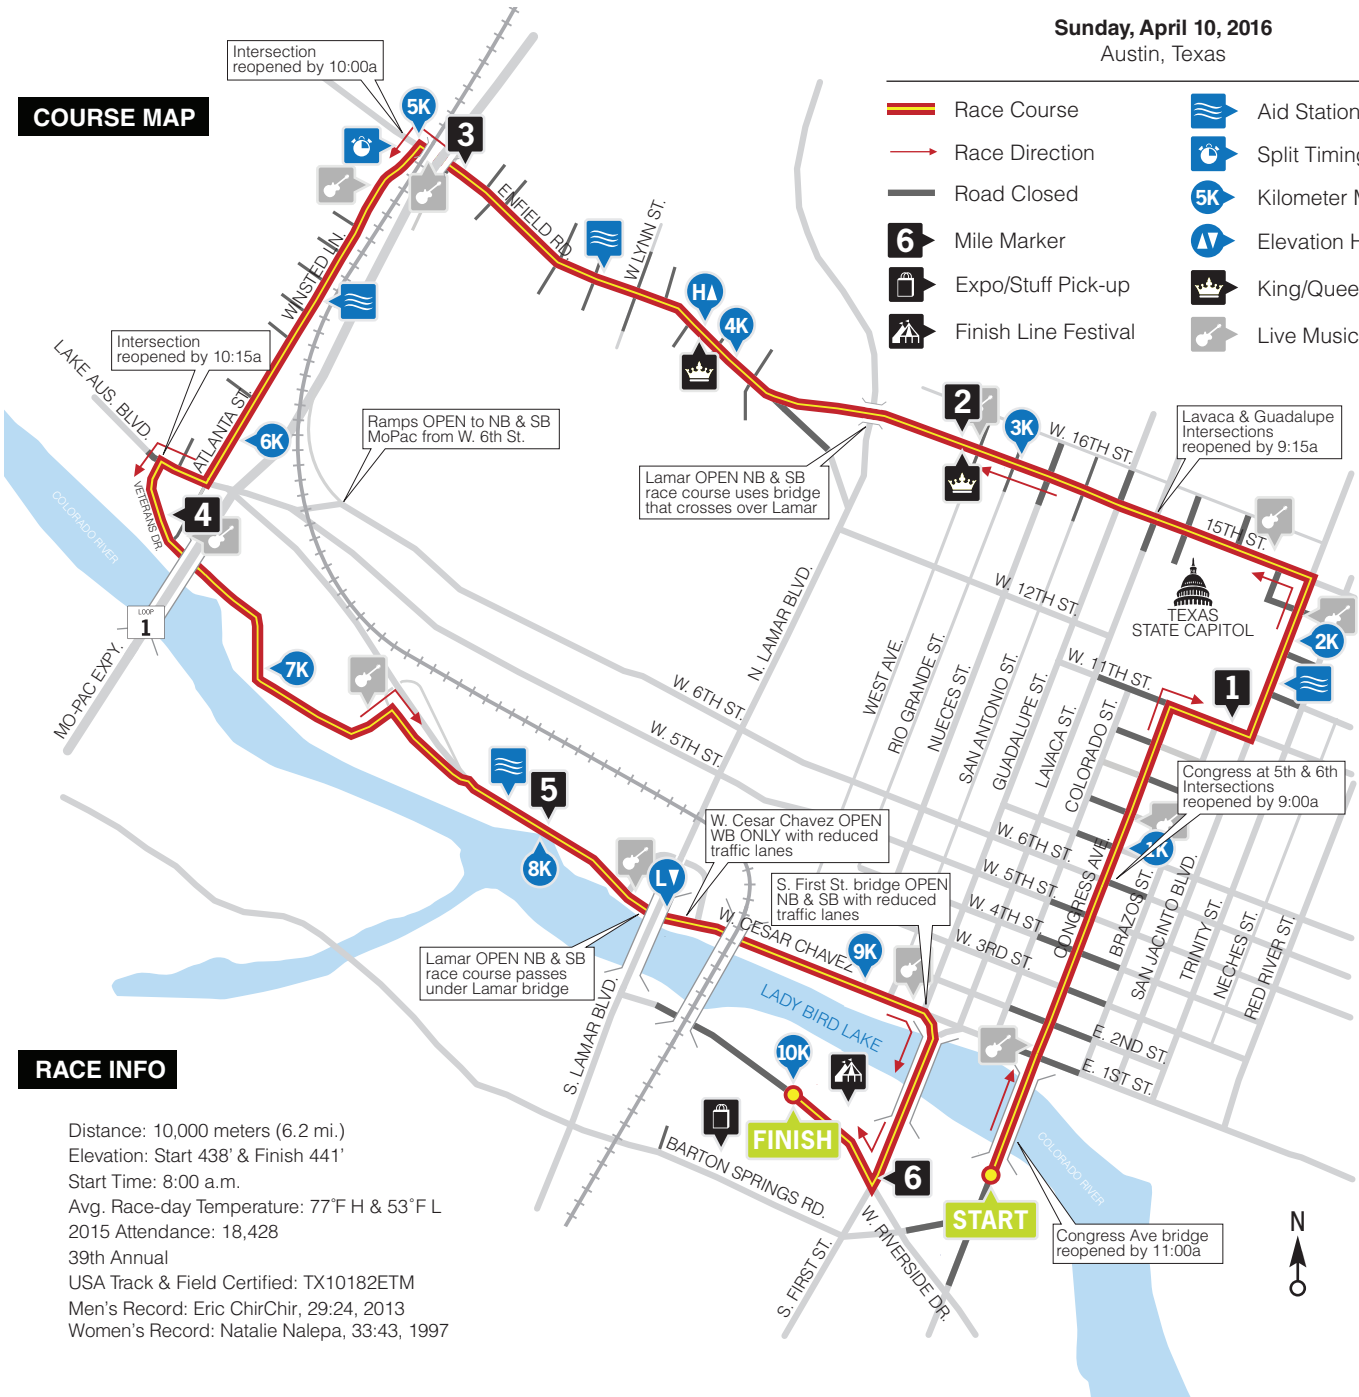 Sunday, April 10, 2016
Austin, Texas
COURSE MAP
Race Course
Race Direction
Road Closed
6
Mile Marker
Expo/Stuff Pick-up
Finish Line Festival
Aid Station
Split Timing
5K
Kilometer M
Elevation H
King/Quee
Live Music
Intersection
reopened by 10:00a
5K
3
ENFIELD RD.
W LYNN ST.
H
4K
WINSTED LN.
Intersection
reopened by 10:15a
LAKE AUS. BLVD.
ATLANTA ST.
6K
Ramps OPEN to NB & SB
MoPac from W. 6th St.
2
3K
W. 16TH ST.
Lavaca & Guadalupe
Intersections
reopened by 9:15a
Lamar OPEN NB & SB
race course uses bridge
that crosses over Lamar
15TH ST.
COLORADO RIVER
VETERANS DR.
4
LOOP
1
MO-PAC EXPY.
7K
N. LAMAR BLVD.
W. 12TH ST.
TEXAS
STATE CAPITOL
2K
W. 11TH ST.
1
W. 6TH ST.
W. 5TH ST.
WEST AVE.
RIO GRANDE ST.
NUECES ST.
SAN ANTONIO ST.
GUADALUPE ST.
LAVACA ST.
COLORADO ST.
Congress at 5th & 6th
Intersections
reopened by 9:00a
5
8K
W. Cesar Chavez OPEN
WB ONLY with reduced
traffic lanes
1K
W. 6TH ST.
W. 5TH ST.
W. 4TH ST.
W. 3RD ST.
CONGRESS AVE.
BRAZOS ST.
SAN JACINTO BLVD.
TRINITY ST.
NECHES ST.
RED RIVER ST.
L
S. First St. bridge OPEN
NB & SB with reduced
traffic lanes
W. CESAR CHAVEZ
9K
Lamar OPEN NB & SB
race course passes
under Lamar bridge
S. LAMAR BLVD.
LADY BIRD LAKE
E. 2ND ST.
E. 1ST ST.
10K
FINISH
BARTON SPRINGS RD.
6
START
COLORADO RIVER
S. FIRST ST.
W. RIVERSIDE DR.
Congress Ave bridge
reopened by 11:00a
N
RACE INFO
Distance: 10,000 meters (6.2 mi.)
Elevation: Start 438' & Finish 441'
Start Time: 8:00 a.m.
Avg. Race-day Temperature: 77˚F H & 53˚F L
2015 Attendance: 18,428
39th Annual
USA Track & Field Certified: TX10182ETM
Men's Record: Eric ChirChir, 29:24, 2013
Women's Record: Natalie Nalepa, 33:43, 1997